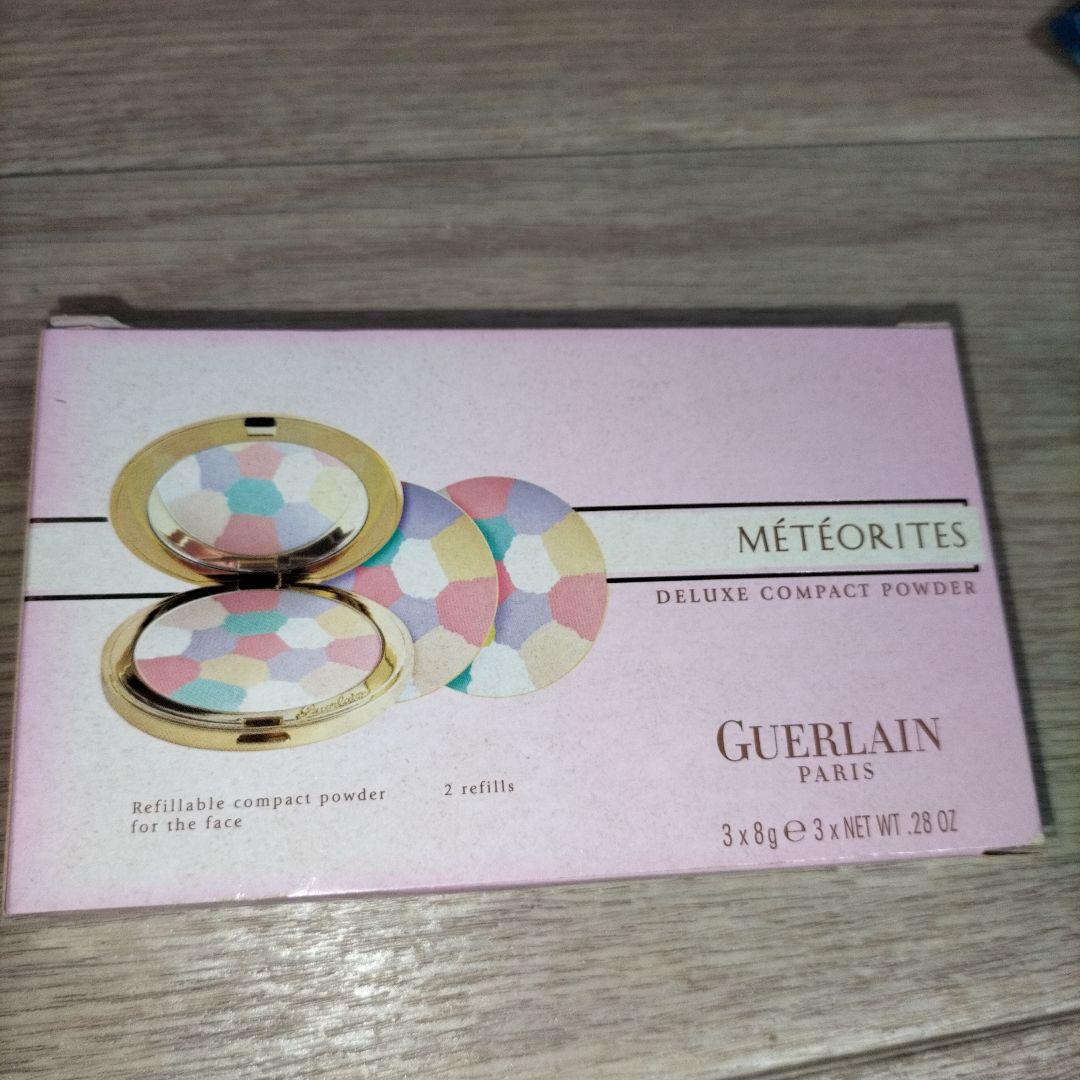 MÉTÉORITES
DELUXE COMPACT POWDER
Guerlain
GUERLAIN
PARIS
Refillable compact powder
for the face
2 refills
3 x 8g ℮ 3 x NET WT .28 OZ